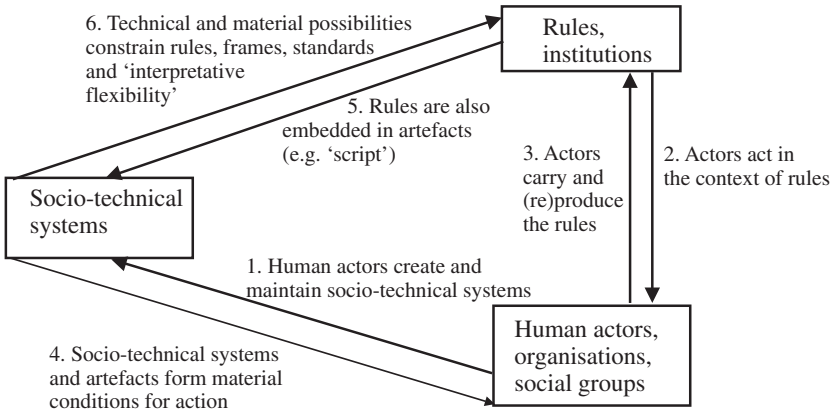 6. Technical and material possibilities
constrain rules, frames, standards
and ‘interpretative
flexibility’
Rules,
institutions
5. Rules are also
embedded in artefacts
(e.g. ‘script’)
3. Actors
carry and
(re)produce
the rules
2. Actors act in
the context of rules
Socio-technical
systems
1. Human actors create and
maintain socio-technical systems
Human actors,
organisations,
social groups
4. Socio-technical systems
and artefacts form material
conditions for action